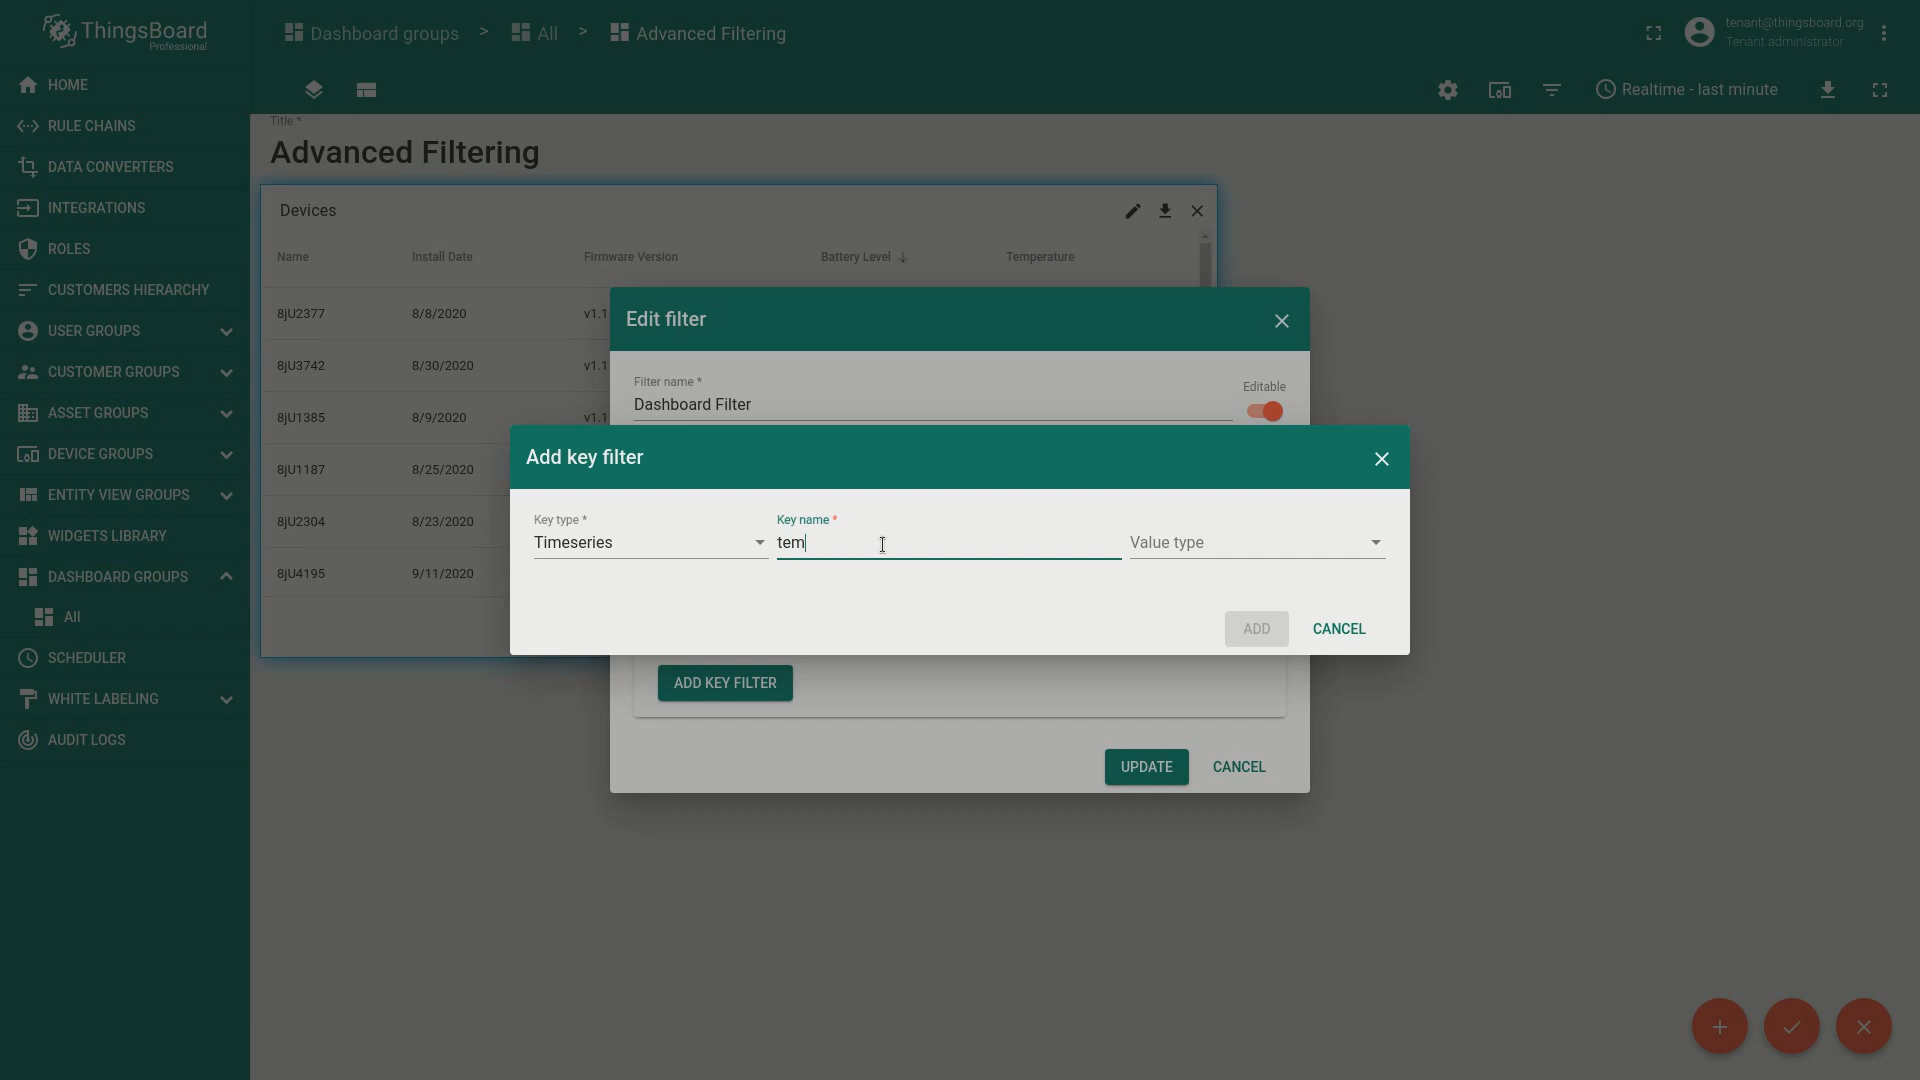 ThingsBoard
Professional
Dashboard groups > All > Advanced Filtering
tenant@thingsboard.org
Tenant administrator
Realtime - last minute
HOME
RULE CHAINS
DATA CONVERTERS
INTEGRATIONS
ROLES
CUSTOMERS HIERARCHY
USER GROUPS
CUSTOMER GROUPS
ASSET GROUPS
DEVICE GROUPS
ENTITY VIEW GROUPS
WIDGETS LIBRARY
DASHBOARD GROUPS
All
SCHEDULER
WHITE LABELING
AUDIT LOGS
Title *
Advanced Filtering
Devices
Name Install Date Firmware Version Battery Level Temperature
8jU2377 8/8/2020 v1.1
8jU3742 8/30/2020 v1.1
8jU1385 8/9/2020 v1.1
8jU1187 8/25/2020
8jU2304 8/23/2020
8jU4195 9/11/2020
Edit filter
Filter name *
Dashboard Filter
Editable
Add key filter
Key type *
Timeseries
Key name *
tem
Value type
ADD CANCEL
ADD KEY FILTER
UPDATE CANCEL